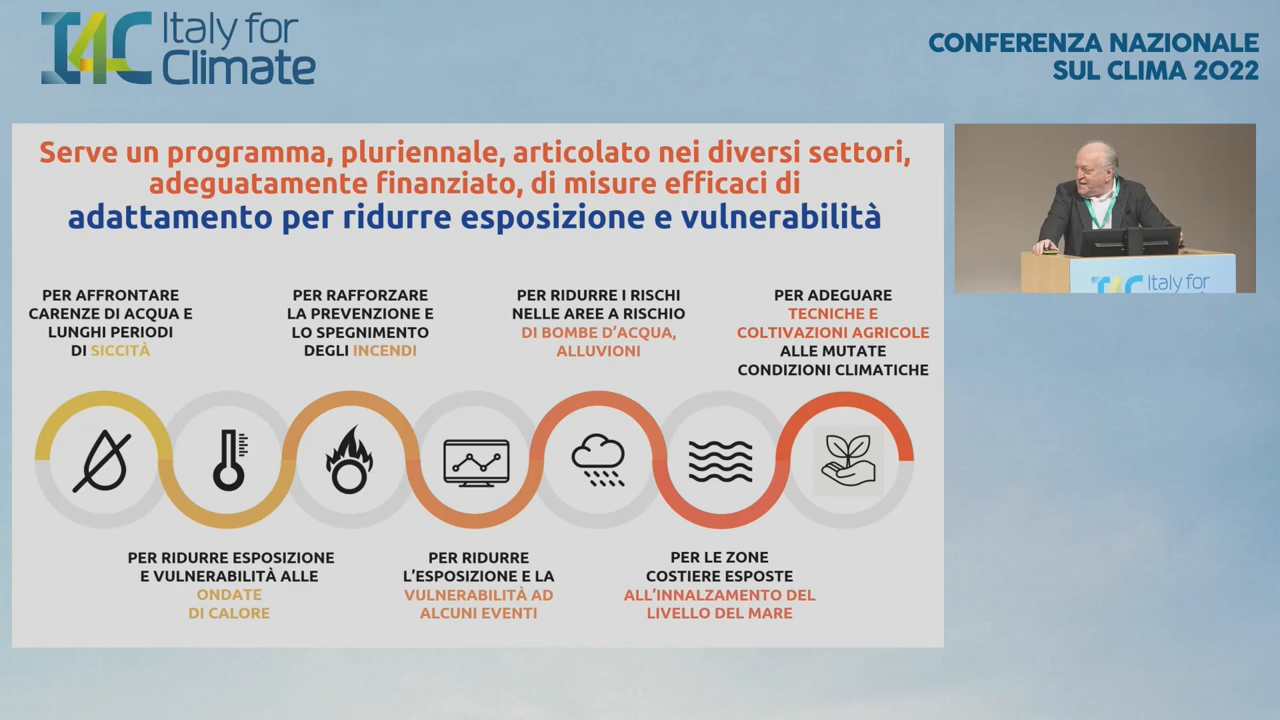 I4C Italy for
Climate
CONFERENZA NAZIONALE
SUL CLIMA 2022
Serve un programma, pluriennale, articolato nei diversi settori,
adeguatamente finanziato, di misure efficaci di
adattamento per ridurre esposizione e vulnerabilità
PER AFFRONTARE
CARENZE DI ACQUA E
LUNGHI PERIODI
DI SICCITÀ
PER RAFFORZARE
LA PREVENZIONE E
LO SPEGNIMENTO
DEGLI INCENDI
PER RIDURRE I RISCHI
NELLE AREE A RISCHIO
DI BOMBE D'ACQUA,
ALLUVIONI
PER ADEGUARE
TECNICHE E
COLTIVAZIONI AGRICOLE
ALLE MUTATE
CONDIZIONI CLIMATICHE
PER RIDURRE ESPOSIZIONE
E VULNERABILITÀ ALLE
ONDATE
DI CALORE
PER RIDURRE
L'ESPOSIZIONE E LA
VULNERABILITÀ AD
ALCUNI EVENTI
PER LE ZONE
COSTIERE ESPOSTE
ALL'INNALZAMENTO DEL
LIVELLO DEL MARE
I4C Italy for